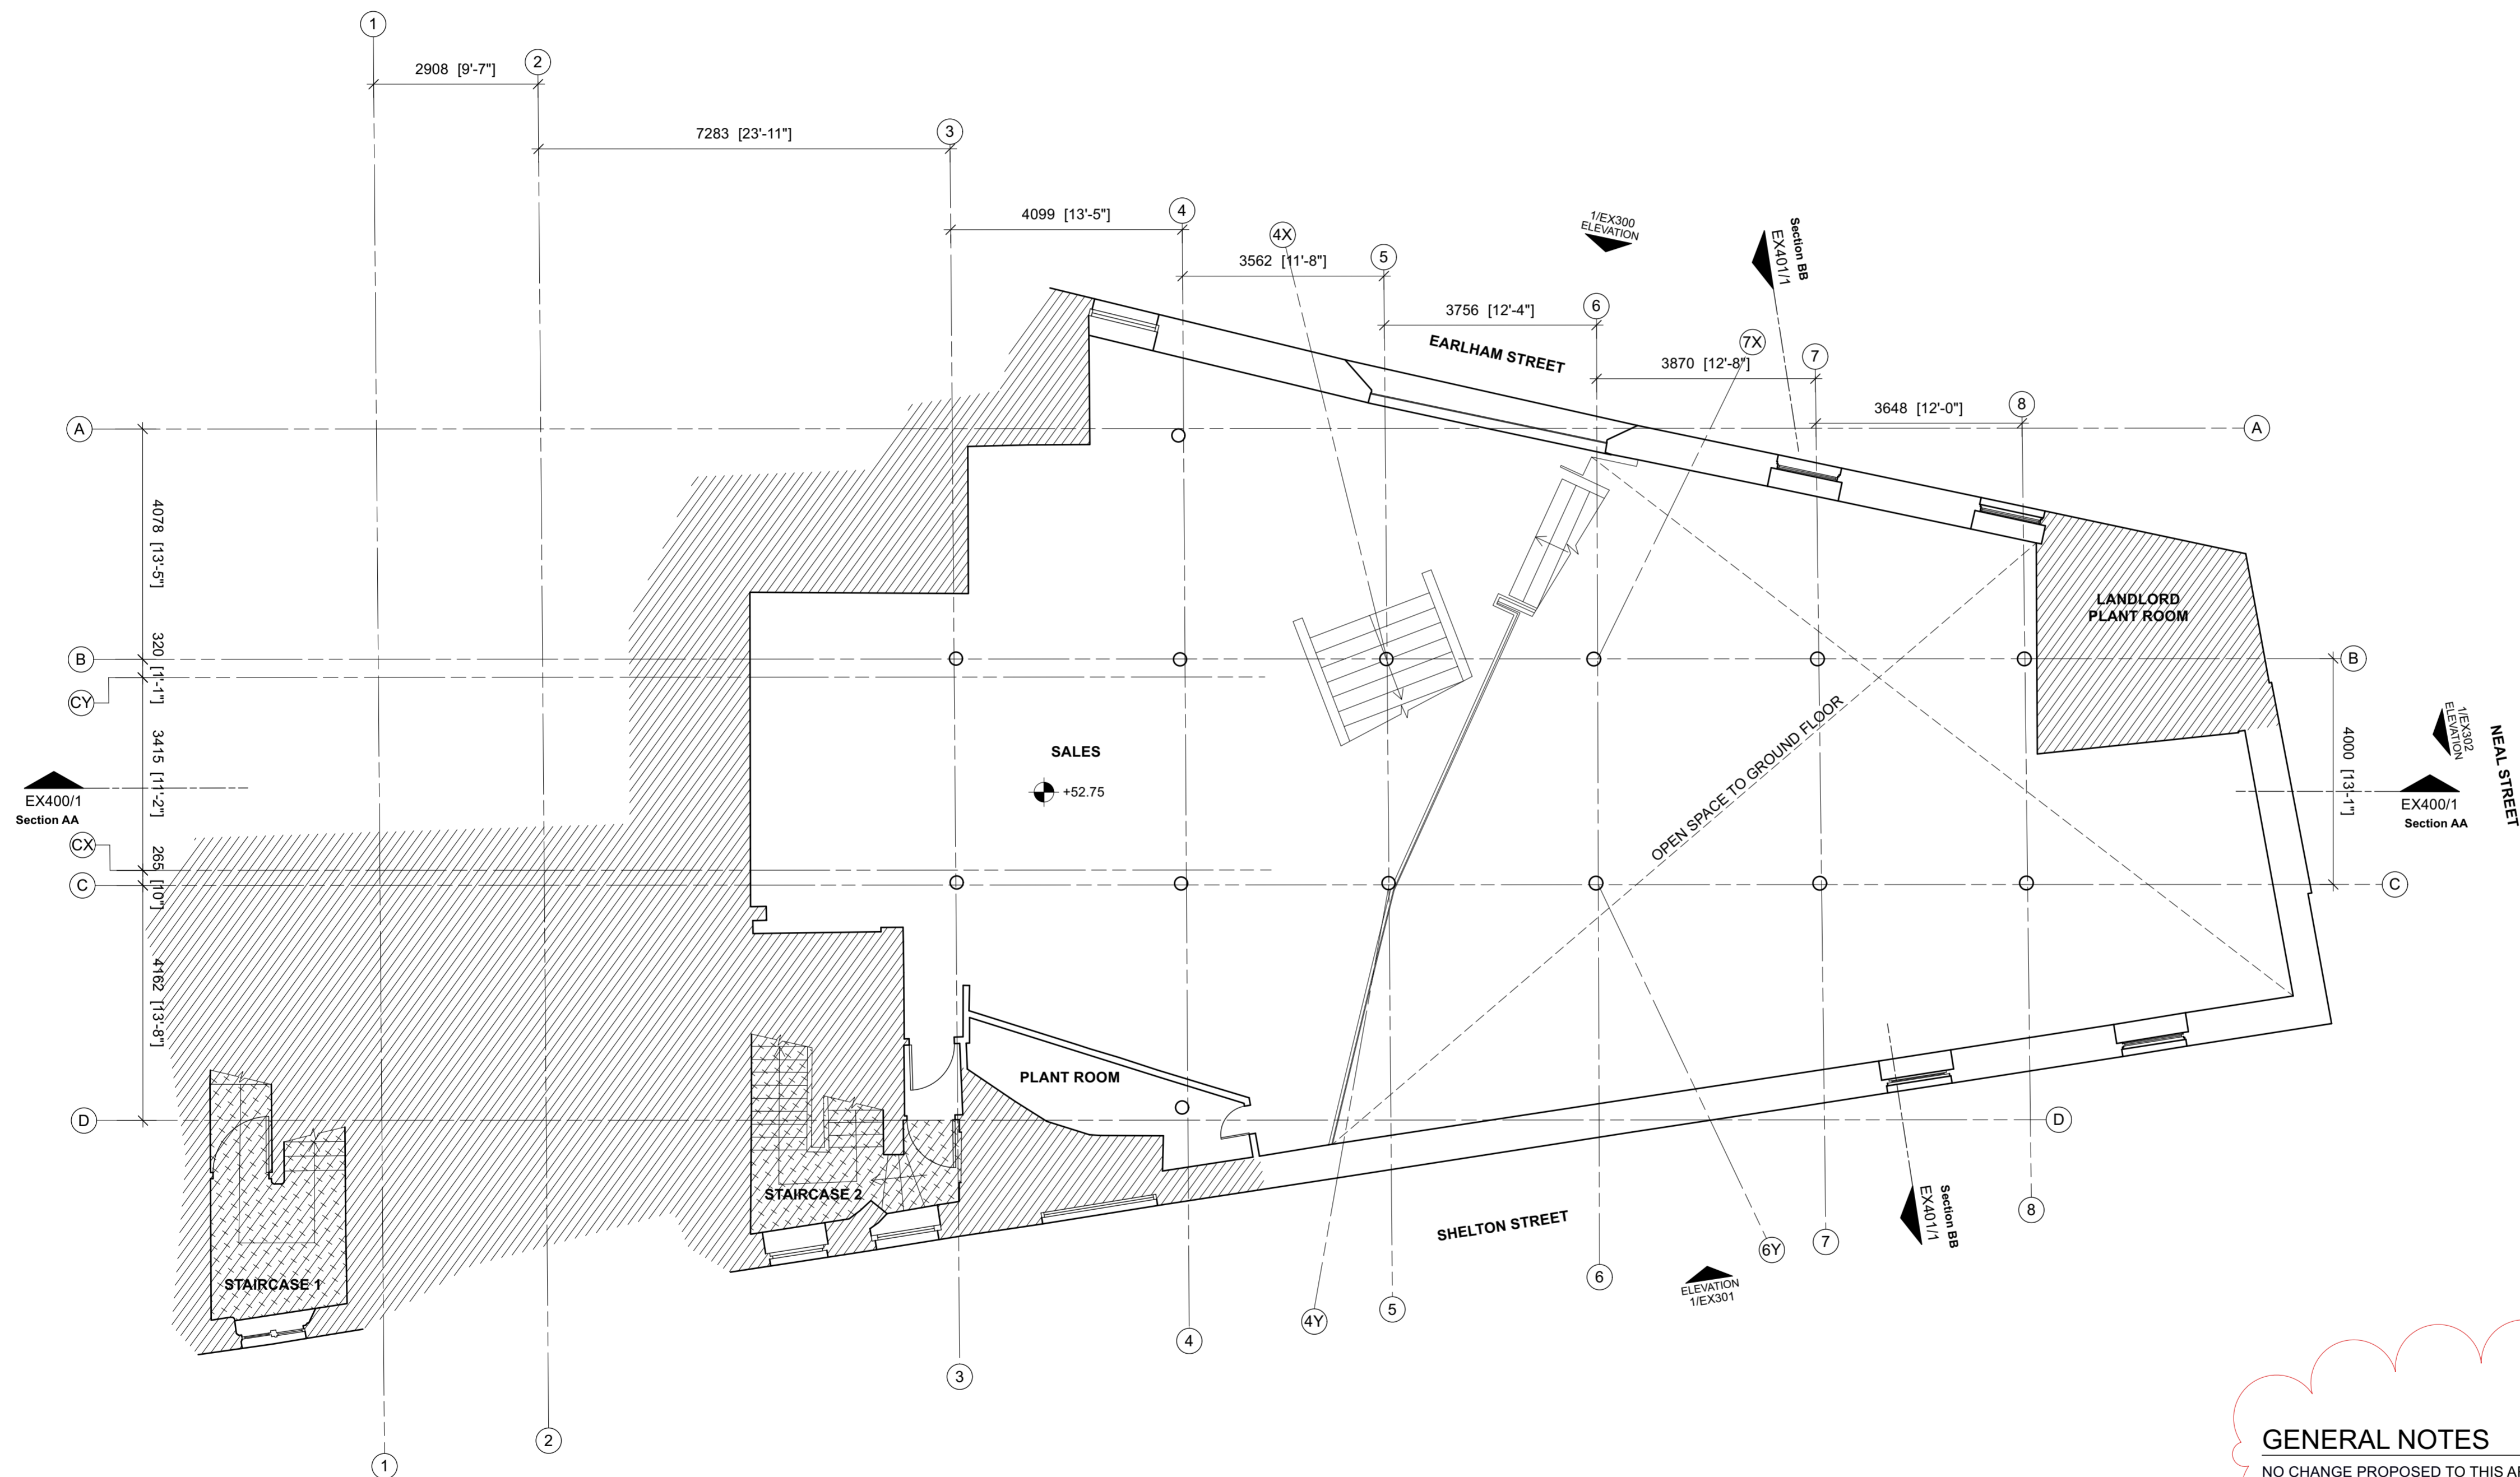 1
2908 [9'-7"]
2
7283 [23'-11"]
3
4099 [13'-5"]
4
3562 [11'-8"]
4X
5
3756 [12'-4"]
6
3870 [12'-8"]
7X
7
3648 [12'-0"]
8
1/EX300
ELEVATION
Section BB
EX401/1
EARLHAM STREET
A
A
4078 [13'-5"]
B
B
320 [1'-1"]
CY
3415 [11'-2"]
EX400/1
Section AA
CX
265 [10"]
C
C
4162 [13'-8"]
D
D
LANDLORD
PLANT ROOM
SALES
+52.75
OPEN SPACE TO GROUND FLOOR
4000 [13'-1"]
1/EX302
ELEVATION
NEAL STREET
EX400/1
Section AA
PLANT ROOM
STAIRCASE 2
STAIRCASE 1
SHELTON STREET
Section BB
EX401/1
ELEVATION
1/EX301
8
7
6Y
6
5
4Y
4
3
2
1
GENERAL NOTES
NO CHANGE PROPOSED TO THIS